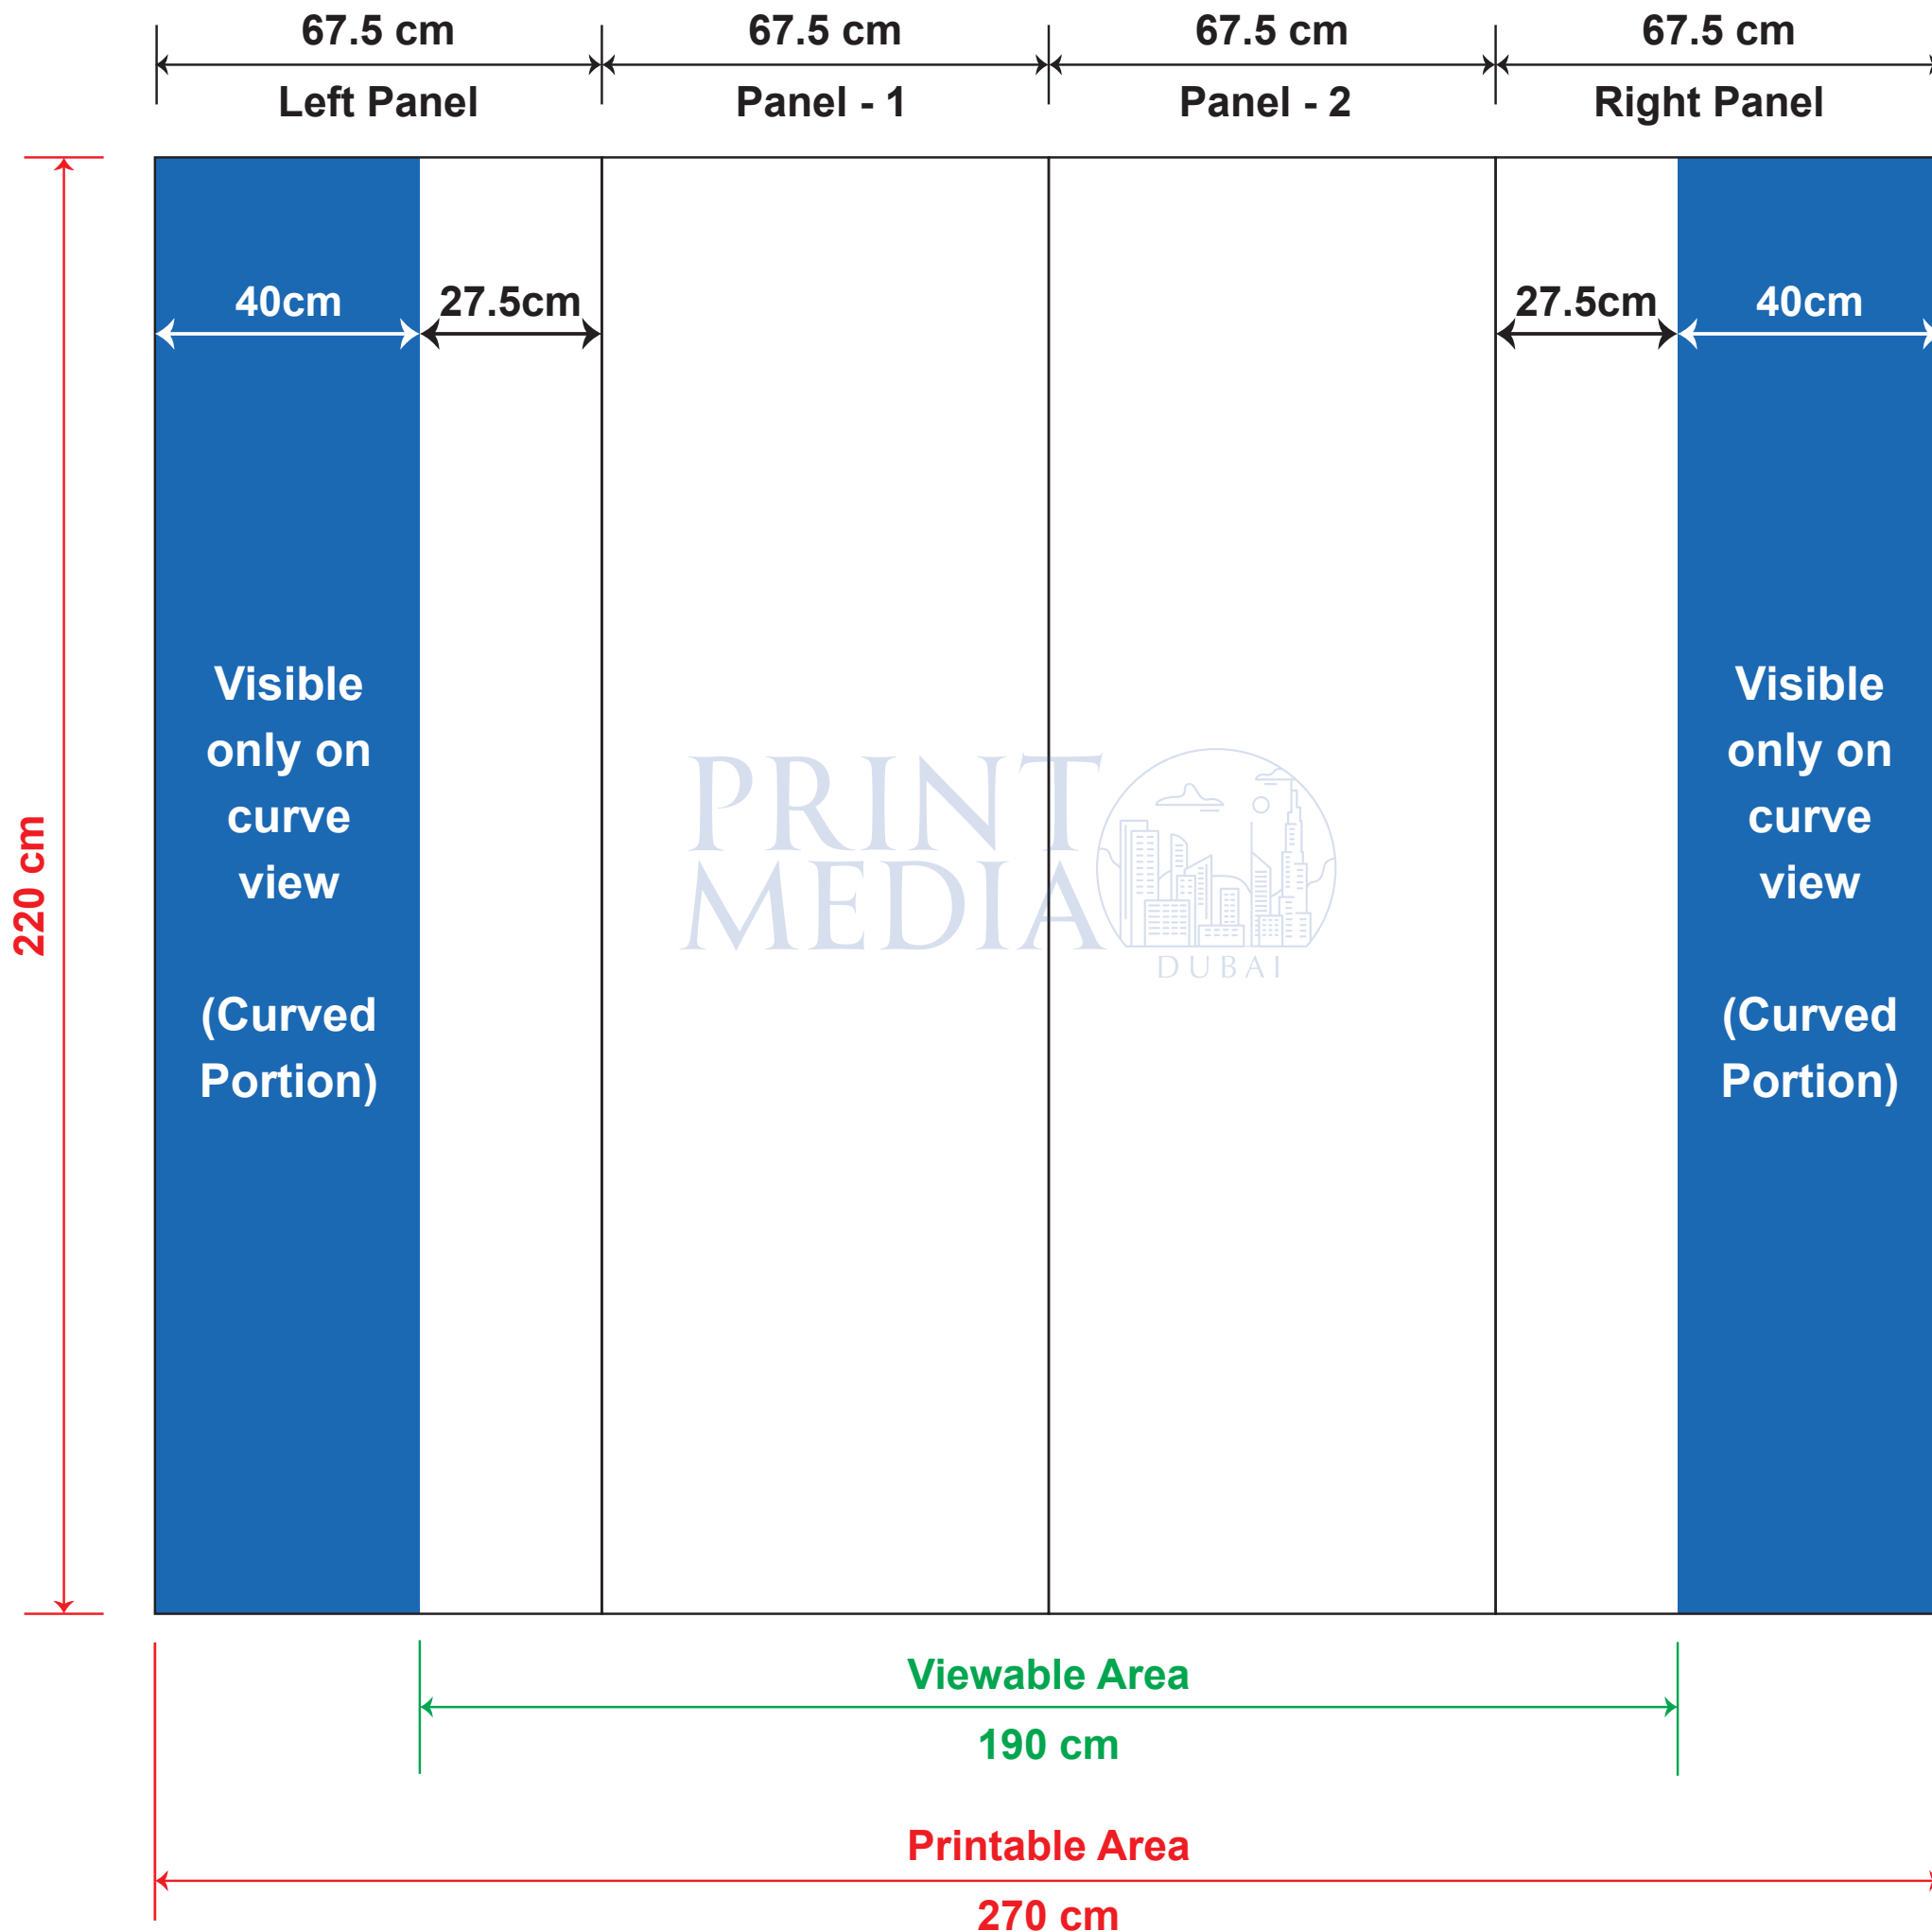 67.5 cm
67.5 cm
67.5 cm
67.5 cm
Left Panel
Panel - 1
Panel - 2
Right Panel
40cm
27.5cm
27.5cm
40cm
Visible
only on
curve
view
(Curved
Portion)
220 cm
PRINT
MEDIA
DUBAI
Visible
only on
curve
view
(Curved
Portion)
Viewable Area
190 cm
Printable Area
270 cm